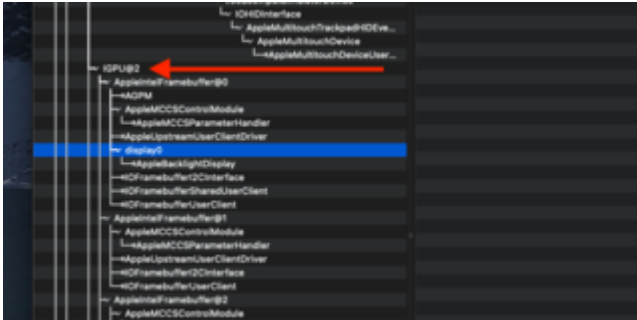 IOHIDInterface
AppleMultitouchTrackpadHIDEve...
AppleMultitouchDevice
AppleMultitouchDeviceUser...
IGPU@2
AppleIntelFramebuffer@0
AGPM
AppleMCCSControlModule
AppleMCCSParameterHandler
AppleUpstreamUserClientDriver
display0
AppleBacklightDisplay
IOFramebufferI2CInterface
IOFramebufferSharedUserClient
IOFramebufferUserClient
AppleIntelFramebuffer@1
AppleMCCSControlModule
AppleMCCSParameterHandler
AppleUpstreamUserClientDriver
IOFramebufferI2CInterface
IOFramebufferUserClient
AppleIntelFramebuffer@2
AppleMCCSControlModule